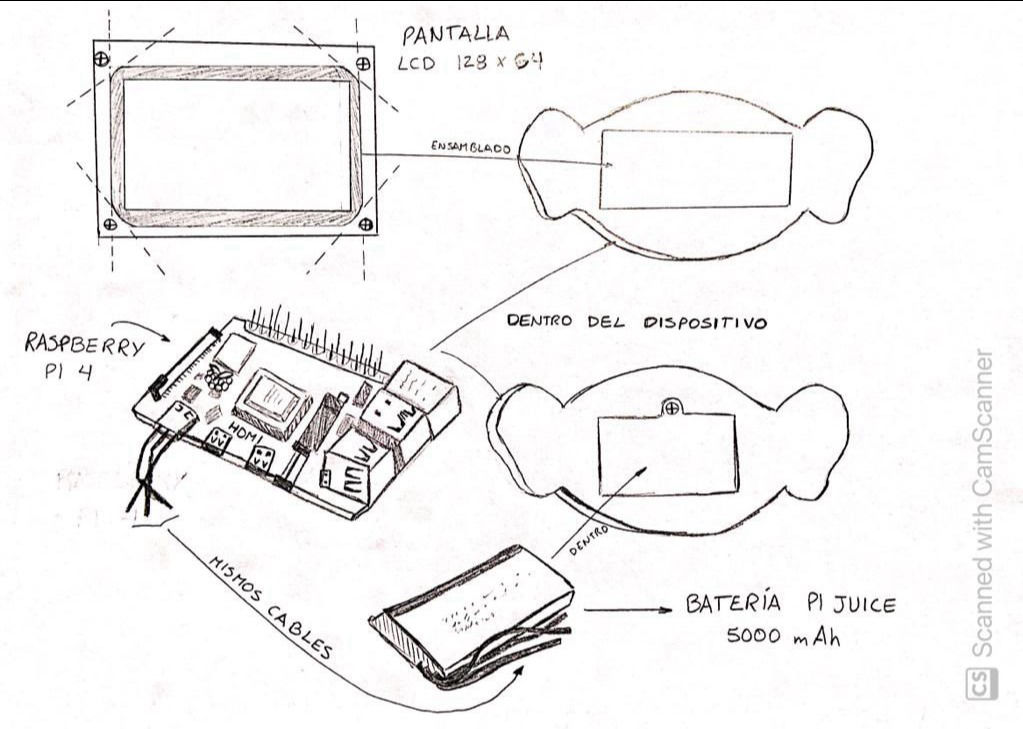 PANTALLA
LCD 128 x 64
ENSAMBLADO
DENTRO DEL DISPOSITIVO
RASPBERRY
PI 4
HDMI
MISMOS CABLES
DENTRO
BATERÍA PI JUICE
5000 mAh
CS Scanned with CamScanner